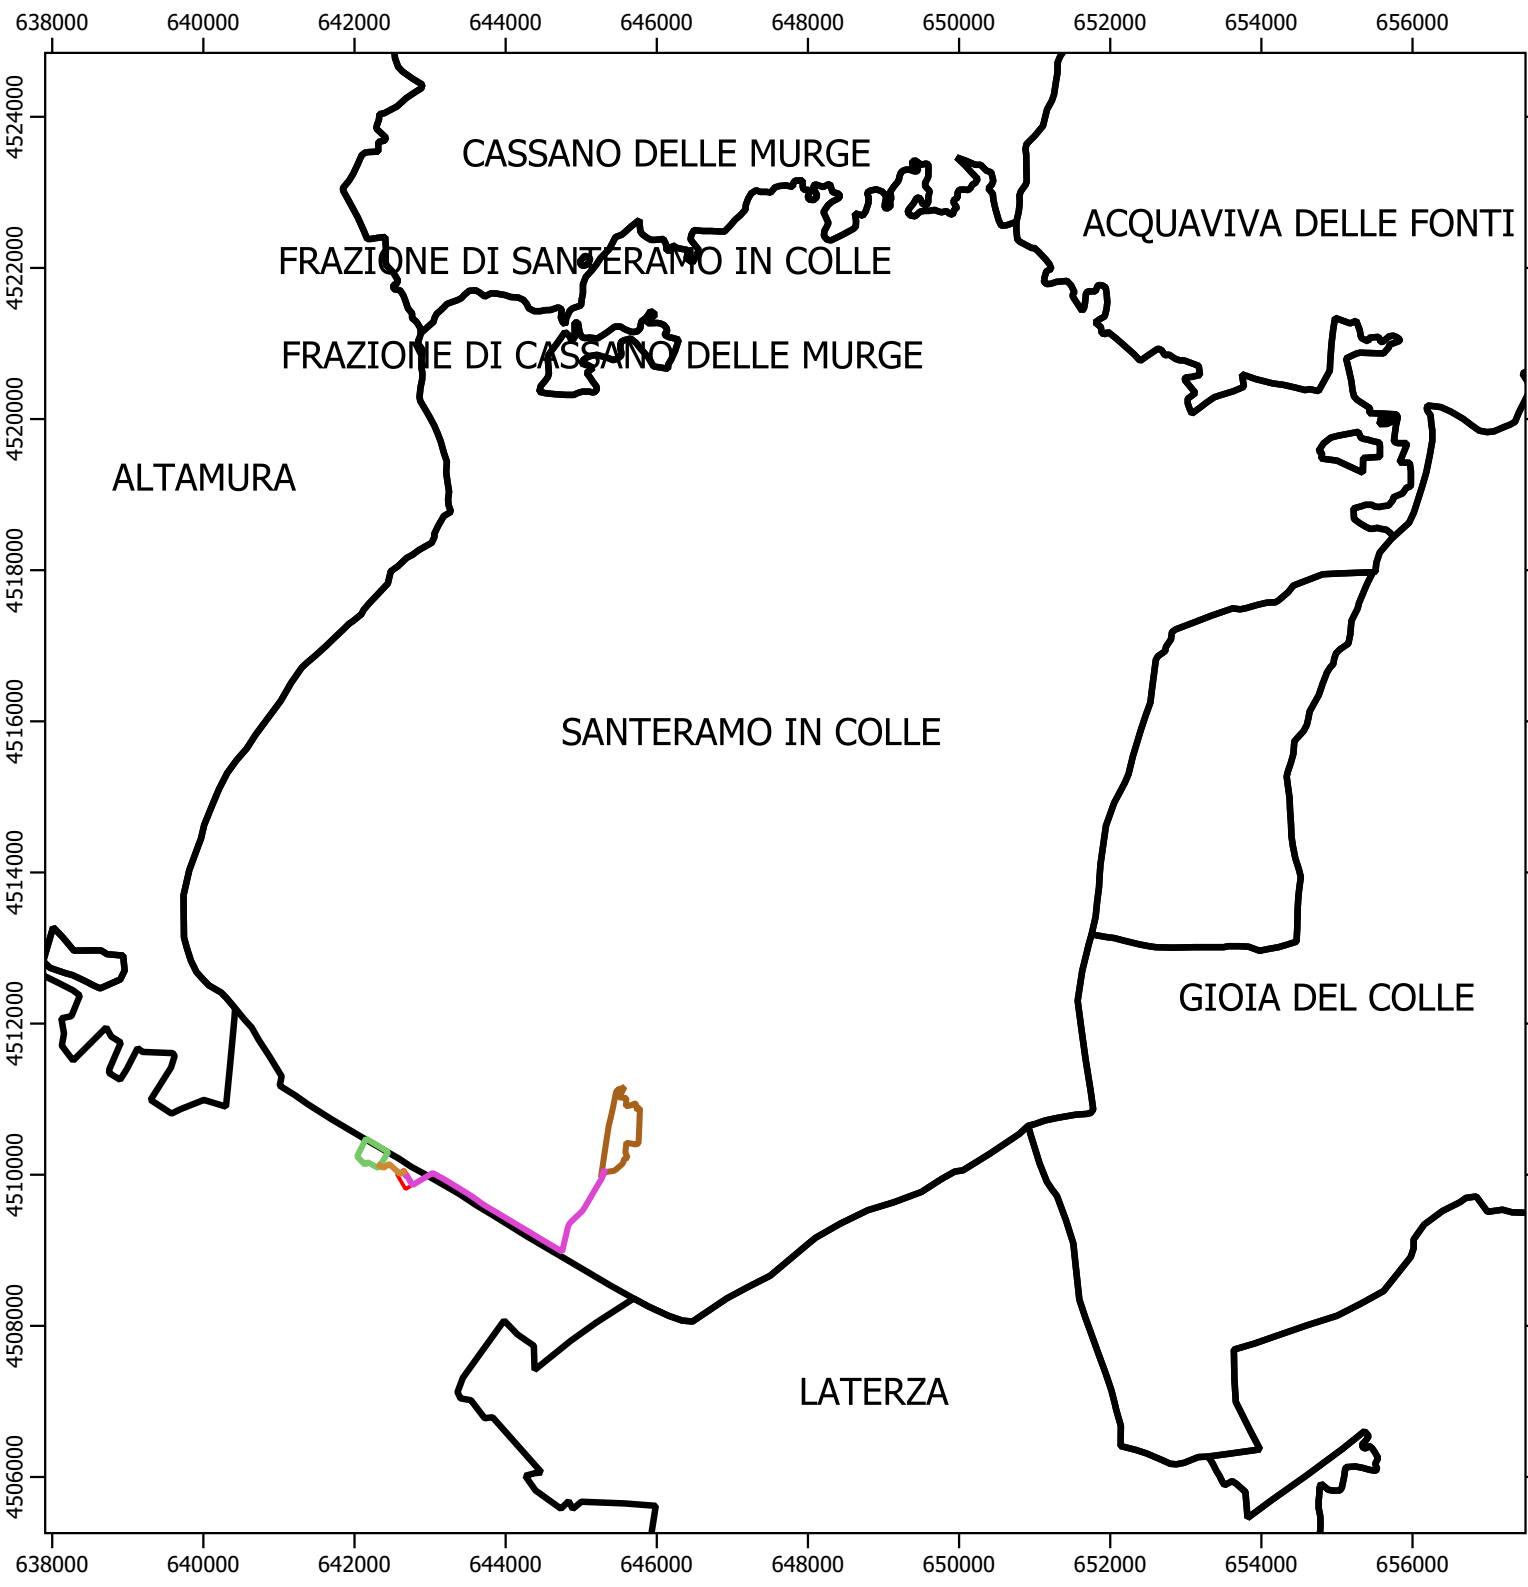 638000 640000 642000 644000 646000 648000 650000 652000 654000 656000
4524000
CASSANO DELLE MURGE
ACQUAVIVA DELLE FONTI
4522000
FRAZIONE DI SANTERAMO IN COLLE
FRAZIONE DI CASSANO DELLE MURGE
4520000
ALTAMURA
4518000
4516000
SANTERAMO IN COLLE
4514000
4512000
GIOIA DEL COLLE
4510000
4508000
LATERZA
4506000
638000 640000 642000 644000 646000 648000 650000 652000 654000 656000